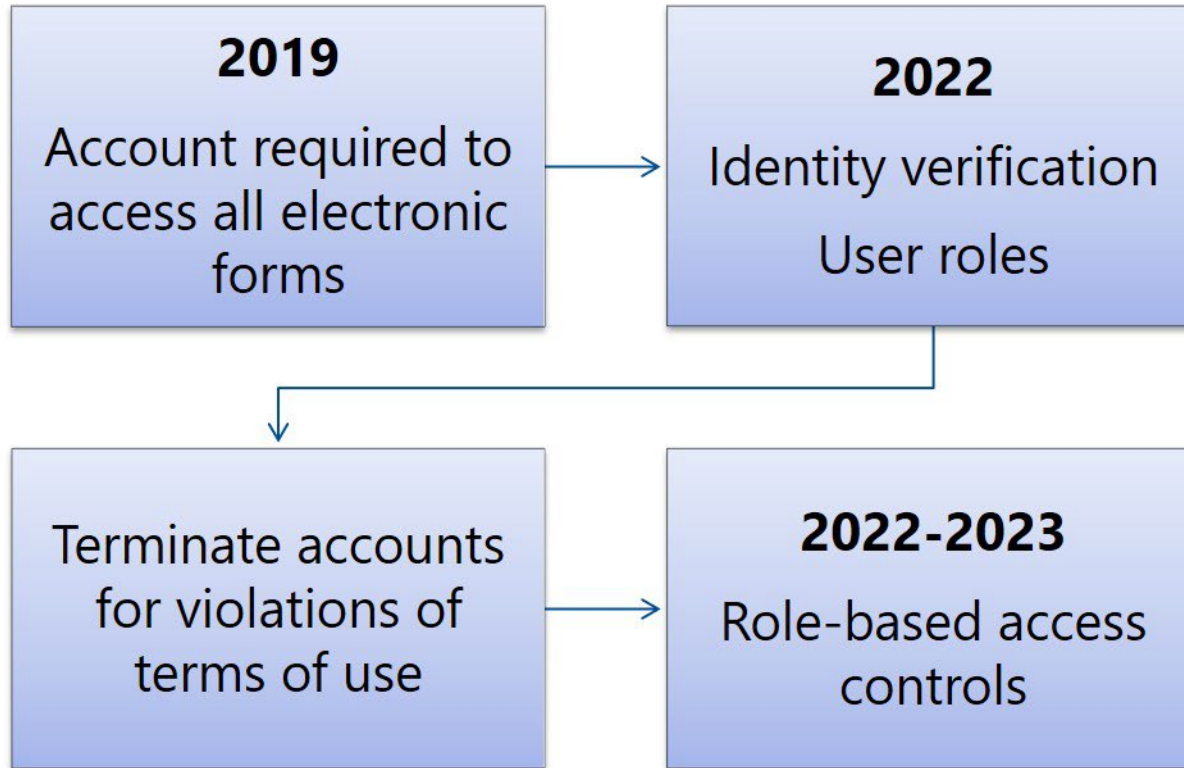 2019
Account required to
access all electronic
forms
2022
Identity verification
User roles
Terminate accounts
for violations of
terms of use
2022-2023
Role-based access
controls